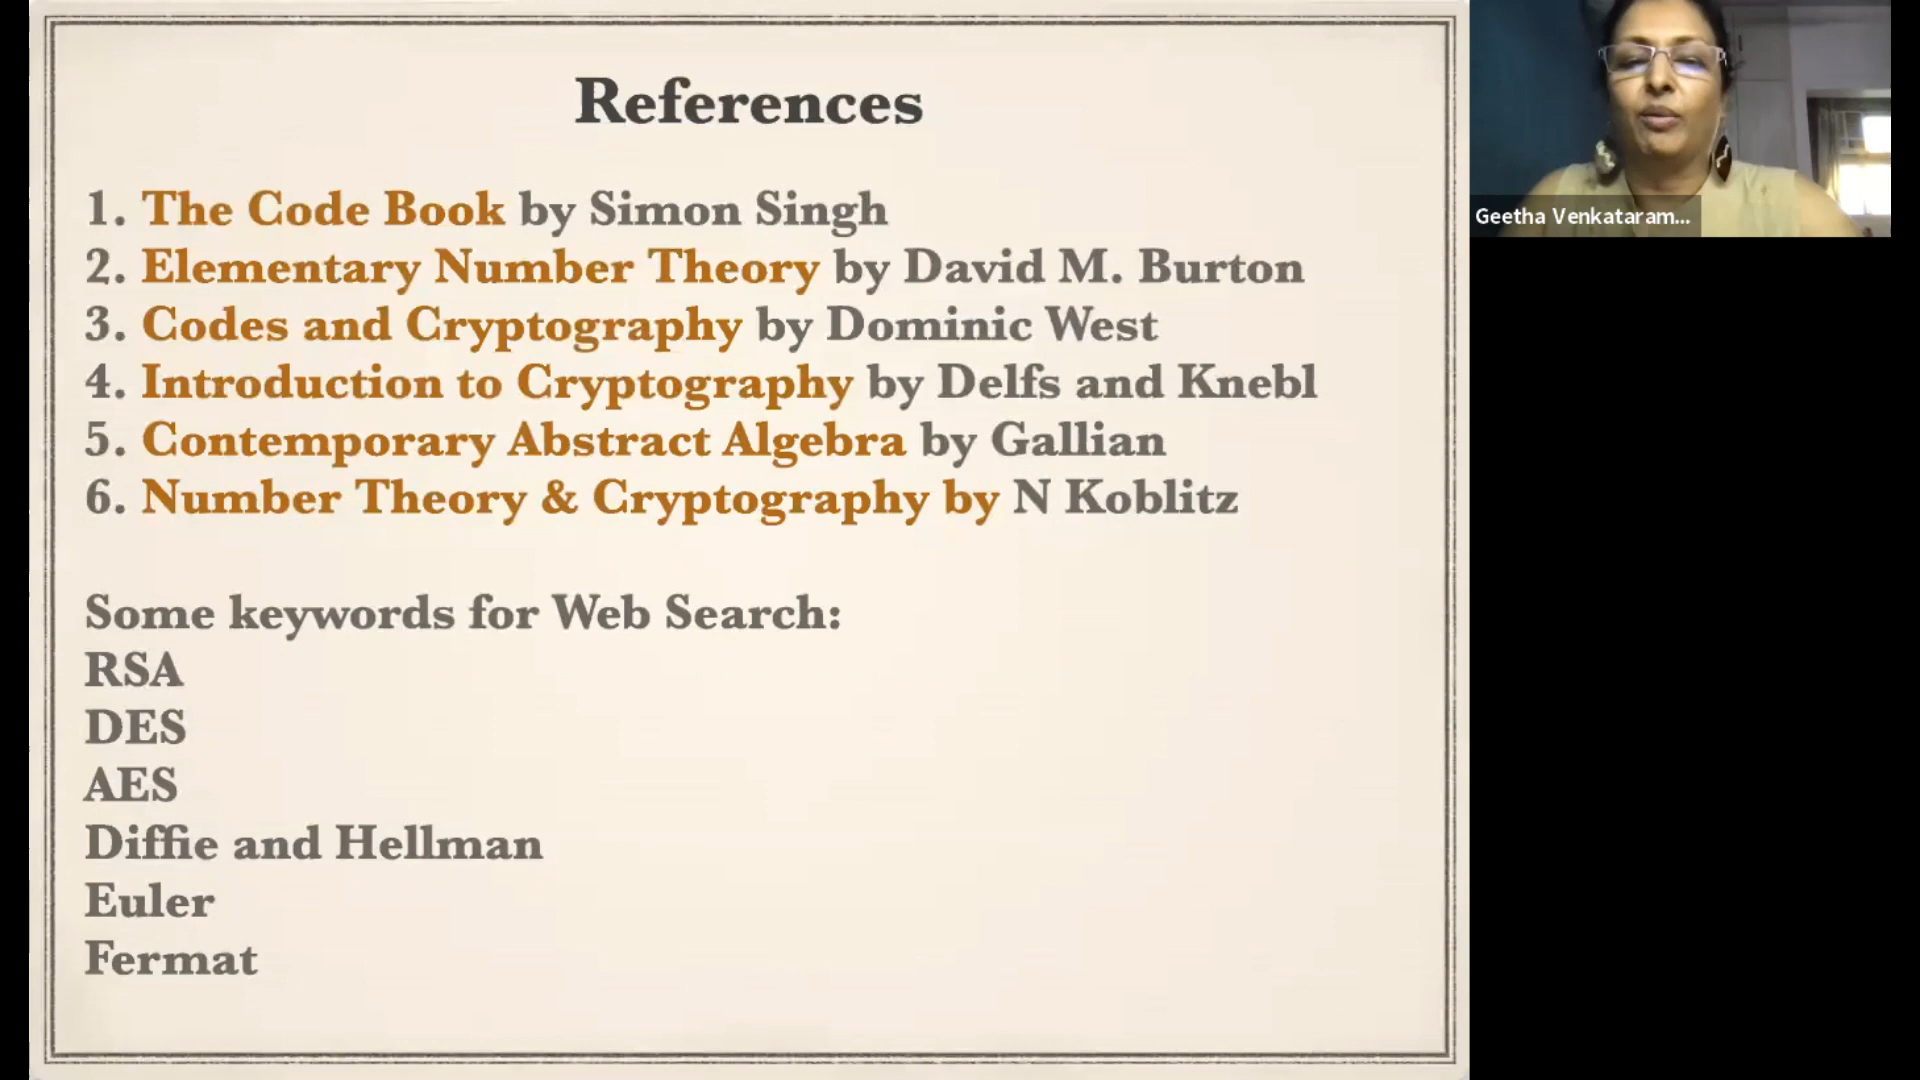 References
1. The Code Book by Simon Singh
2. Elementary Number Theory by David M. Burton
3. Codes and Cryptography by Dominic West
4. Introduction to Cryptography by Delfs and Knebl
5. Contemporary Abstract Algebra by Gallian
6. Number Theory & Cryptography by N Koblitz
Some keywords for Web Search:
RSA
DES
AES
Diffie and Hellman
Euler
Fermat
Geetha Venkataram...